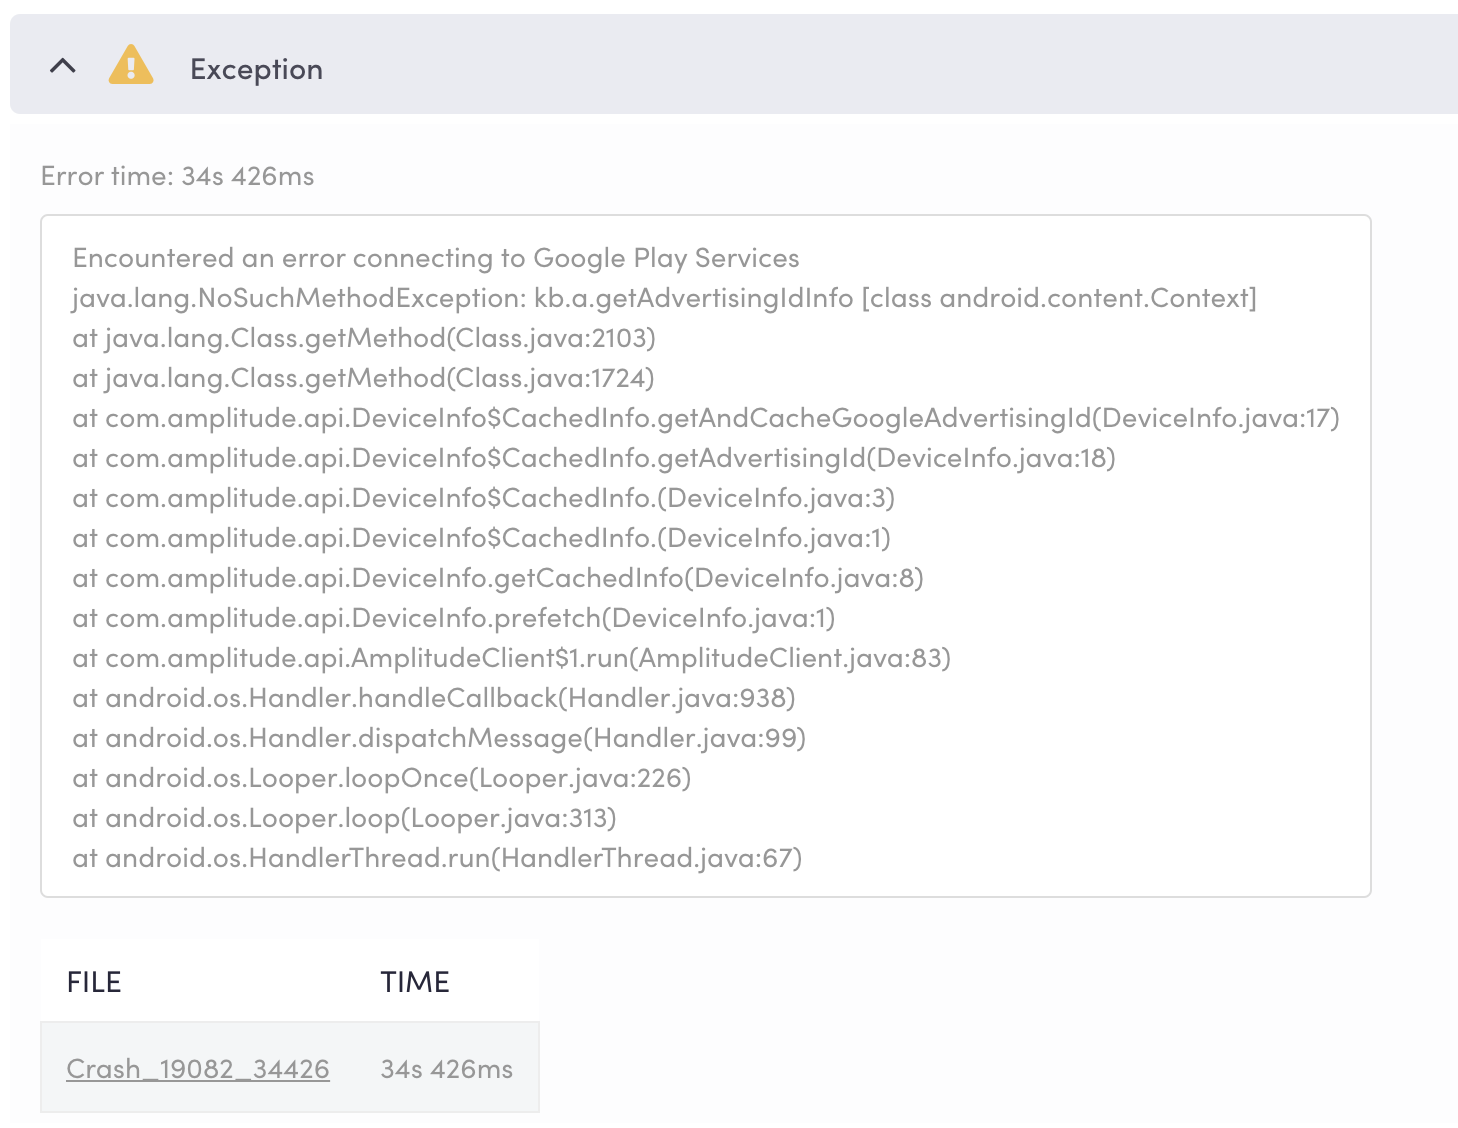 Exception
Error time: 34s 426ms
Encountered an error connecting to Google Play Services
java.lang.NoSuchMethodException: kb.a.getAdvertisingIdInfo [class android.content.Context]
at java.lang.Class.getMethod(Class.java:2103)
at java.lang.Class.getMethod(Class.java:1724)
at com.amplitude.api.DeviceInfo$CachedInfo.getAndCacheGoogleAdvertisingId(DeviceInfo.java:17)
at com.amplitude.api.DeviceInfo$CachedInfo.getAdvertisingId(DeviceInfo.java:18)
at com.amplitude.api.DeviceInfo$CachedInfo.(DeviceInfo.java:3)
at com.amplitude.api.DeviceInfo$CachedInfo.(DeviceInfo.java:1)
at com.amplitude.api.DeviceInfo.getCachedInfo(DeviceInfo.java:8)
at com.amplitude.api.DeviceInfo.prefetch(DeviceInfo.java:1)
at com.amplitude.api.AmplitudeClient$1.run(AmplitudeClient.java:83)
at android.os.Handler.handleCallback(Handler.java:938)
at android.os.Handler.dispatchMessage(Handler.java:99)
at android.os.Looper.loopOnce(Looper.java:226)
at android.os.Looper.loop(Looper.java:313)
at android.os.HandlerThread.run(HandlerThread.java:67)
FILE TIME
Crash_19082_34426 34s 426ms